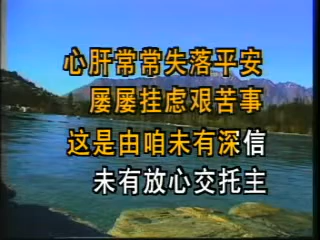 心肝常常失落平安
屡屡挂虑艰苦事
这是由咱未有深信
未有放心交托主